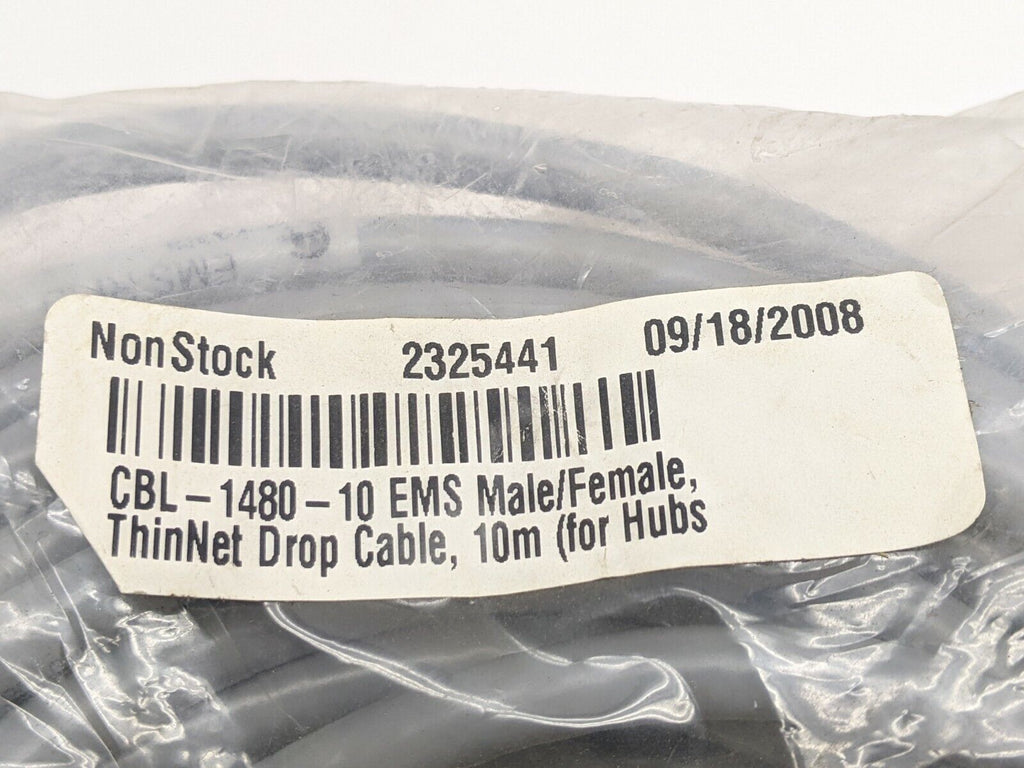 NonStock 2325441 09/18/2008
CBL-1480-10 EMS Male/Female,
ThinNet Drop Cable, 10m (for Hubs